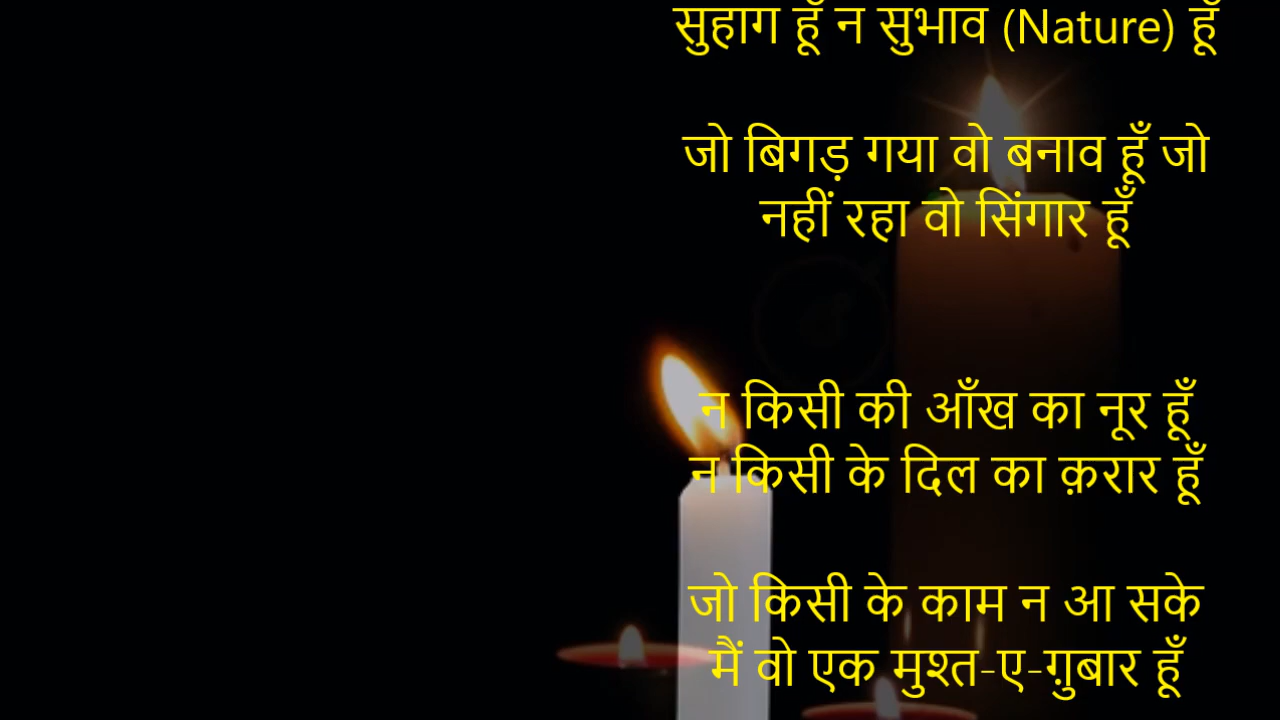 सुहाग हूँ न सुभाव (Nature) हूँ
जो बिगड़ गया वो बनाव हूँ जो
नहीं रहा वो सिंगार हूँ
न किसी की आँख का नूर हूँ
न किसी के दिल का क़रार हूँ
जो किसी के काम न आ सके
मैं वो एक मुश्त-ए-ग़ुबार हूँ